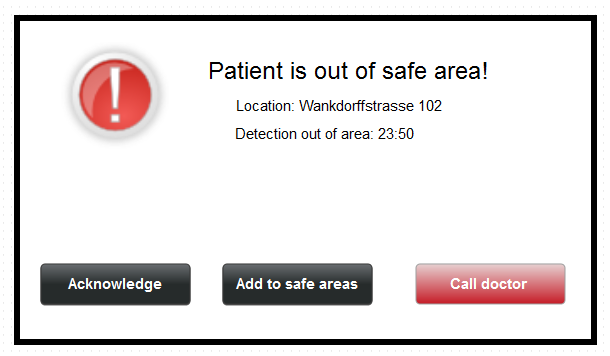 Patient is out of safe area!
Location: Wankdorffstrasse 102
Detection out of area: 23:50
Acknowledge
Add to safe areas
Call doctor